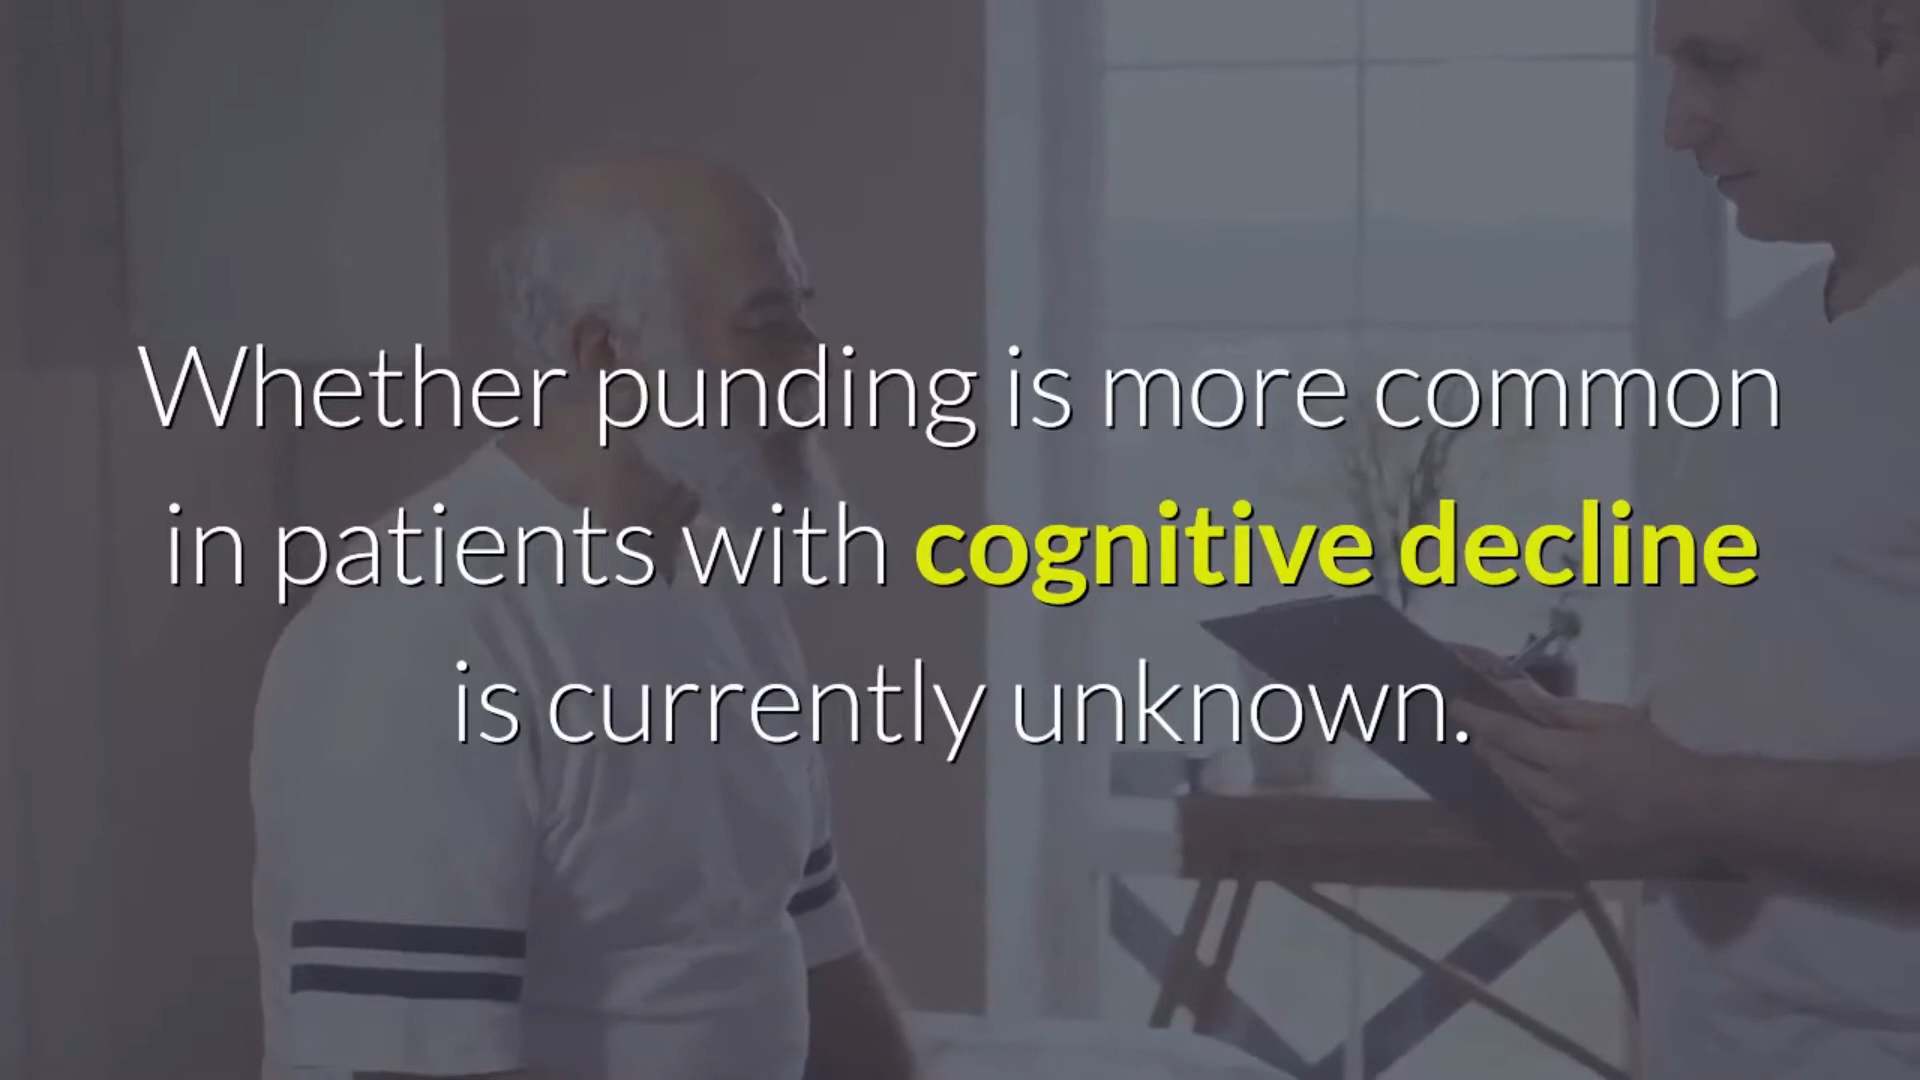 Whether punding is more common
in patients with cognitive decline
is currently unknown.